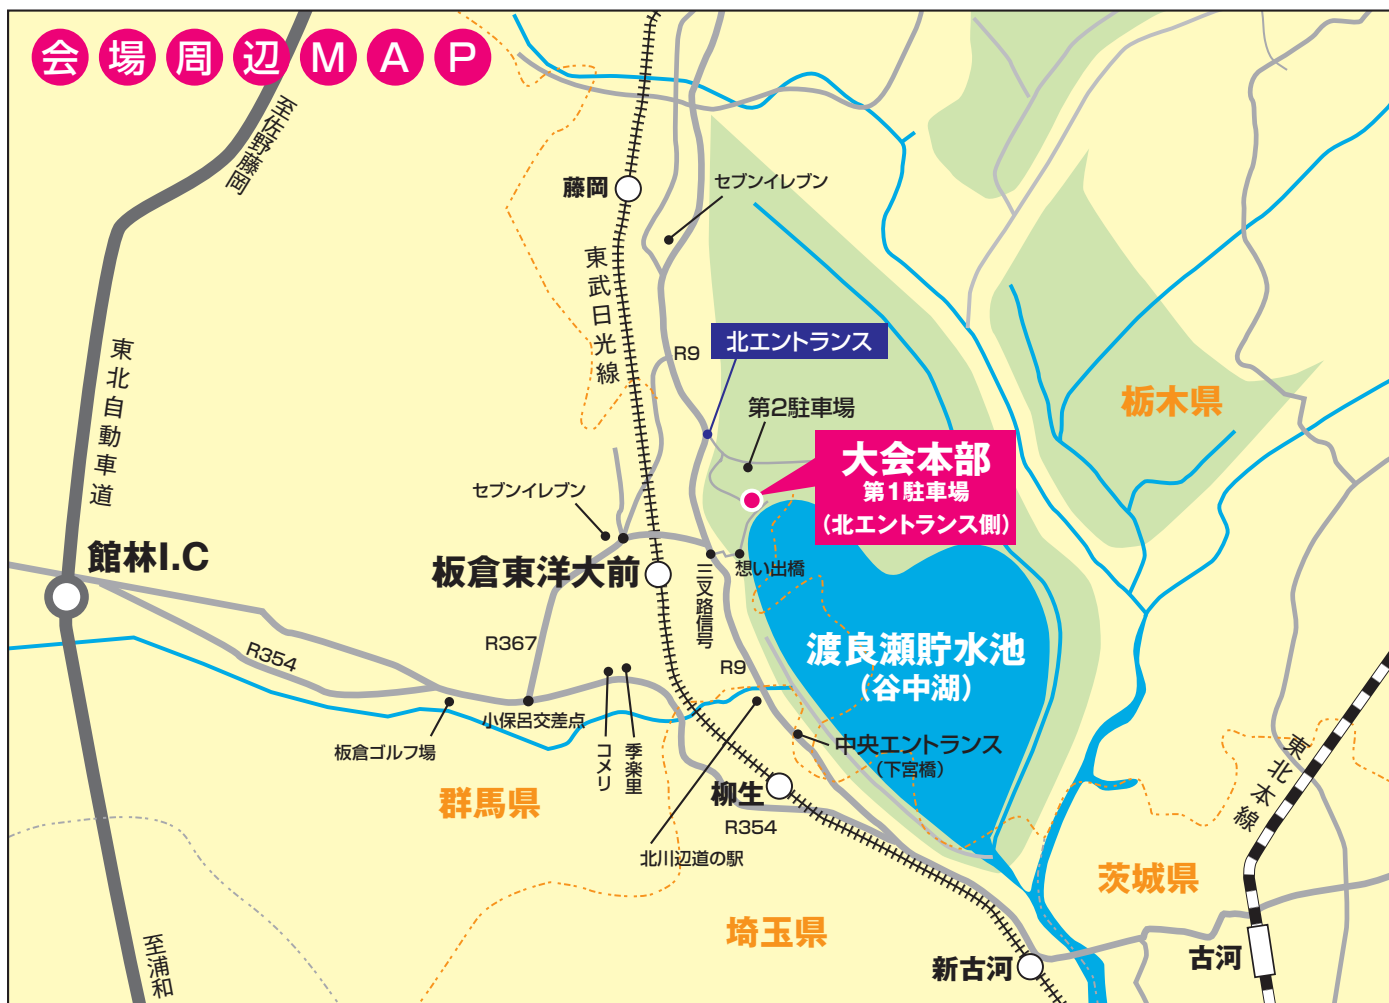 会場周辺MAP
至佐野藤岡
藤岡
セブンイレブン
東武日光線
東北自動車道
R9
北エントランス
第2駐車場
栃木県
大会本部
第1駐車場
(北エントランス側)
セブンイレブン
館林I.C
板倉東洋大前
三叉路信号
想い出橋
R354
R367
R9
渡良瀬貯水池
(谷中湖)
小保呂交差点
板倉ゴルフ場
コメリ
季楽里
中央エントランス
(下宮橋)
東北本線
群馬県
柳生
R354
北川辺道の駅
茨城県
埼玉県
至浦和
新古河
古河